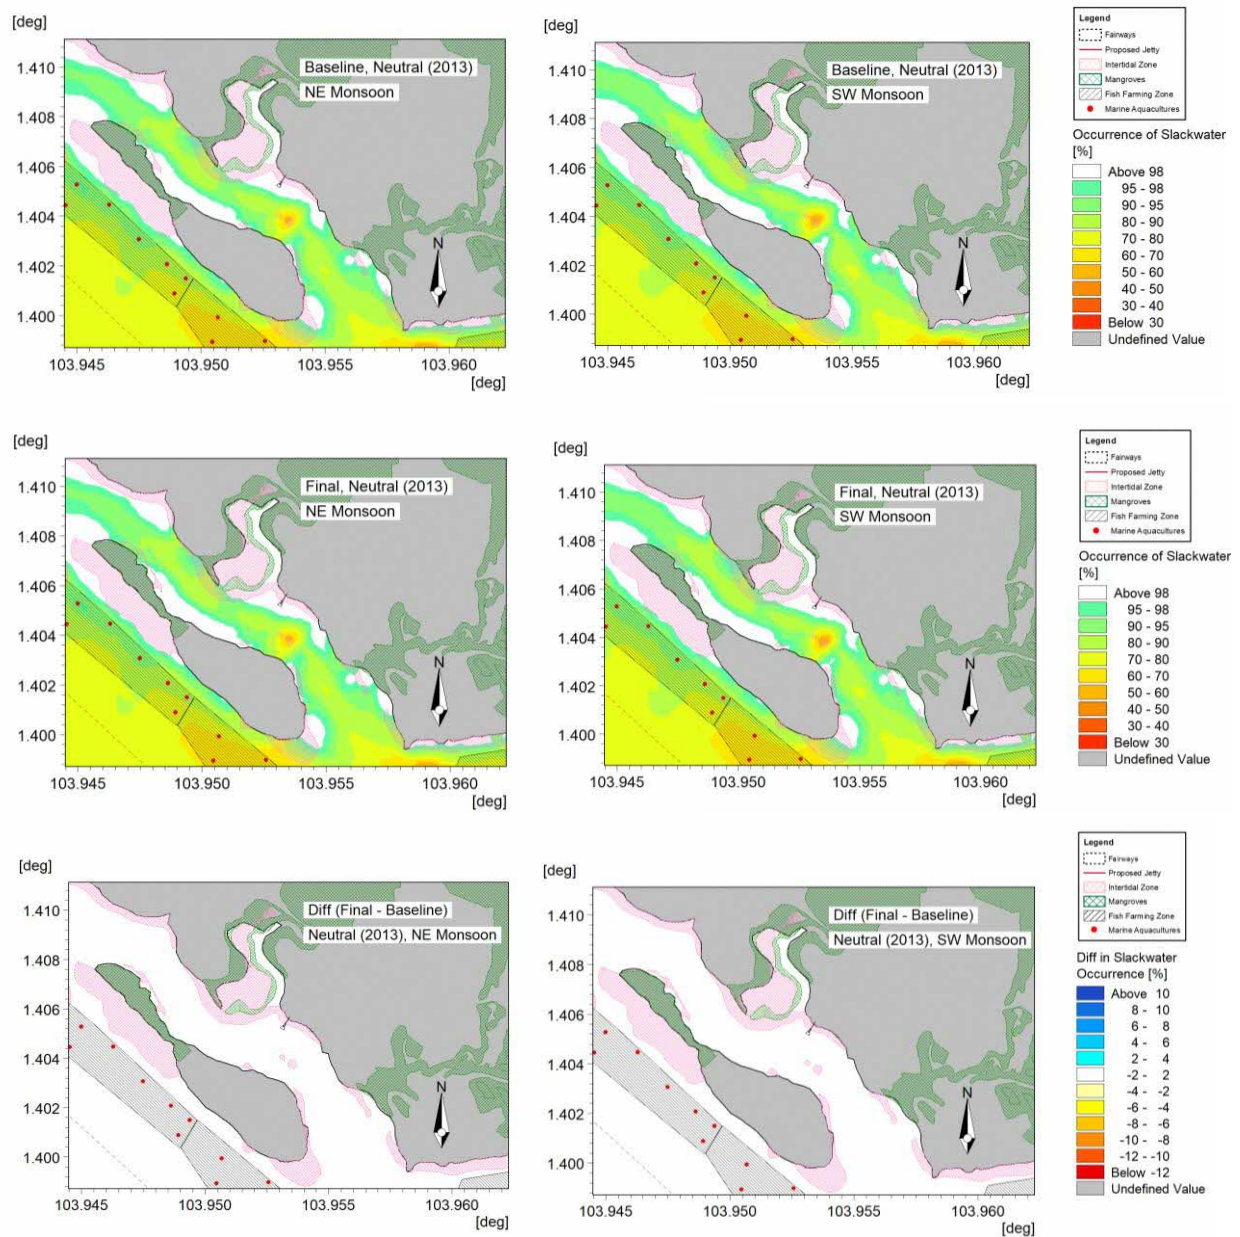 [deg]
1.410
1.408
1.406
1.404
1.402
1.400
Baseline, Neutral (2013)
NE Monsoon
N
103.945
103.950
103.955
103.960
[deg]
[deg]
1.410
1.408
1.406
1.404
1.402
1.400
Baseline, Neutral (2013)
SW Monsoon
N
103.945
103.950
103.955
103.960
[deg]
Legend
Fairways
Proposed Jetty
Intertidal Zone
Mangroves
Fish Farming Zone
Marine Aquacultures
Occurrence of Slackwater
[%]
Above 98
95 - 98
90 - 95
80 - 90
70 - 80
60 - 70
50 - 60
40 - 50
30 - 40
Below 30
Undefined Value
[deg]
1.410
1.408
1.406
1.404
1.402
1.400
Final, Neutral (2013)
NE Monsoon
N
103.945
103.950
103.955
103.960
[deg]
[deg]
1.410
1.408
1.406
1.404
1.402
1.400
Final, Neutral (2013)
SW Monsoon
N
103.945
103.950
103.955
103.960
[deg]
Legend
Fairways
Proposed Jetty
Intertidal Zone
Mangroves
Fish Farming Zone
Marine Aquacultures
Occurrence of Slackwater
[%]
Above 98
95 - 98
90 - 95
80 - 90
70 - 80
60 - 70
50 - 60
40 - 50
30 - 40
Below 30
Undefined Value
[deg]
1.410
1.408
1.406
1.404
1.402
1.400
Diff (Final - Baseline)
Neutral (2013), NE Monsoon
N
103.945
103.950
103.955
103.960
[deg]
[deg]
1.410
1.408
1.406
1.404
1.402
1.400
Diff (Final - Baseline)
Neutral (2013), SW Monsoon
N
103.945
103.950
103.955
103.960
[deg]
Legend
Fairways
Proposed Jetty
Intertidal Zone
Mangroves
Fish Farming Zone
Marine Aquacultures
Diff in Slackwater
Occurrence [%]
Above 10
8 - 10
6 - 8
4 - 6
2 - 4
-2 - 2
-4 - -2
-6 - -4
-8 - -6
-10 - -8
-12 - -10
Below -12
Undefined Value